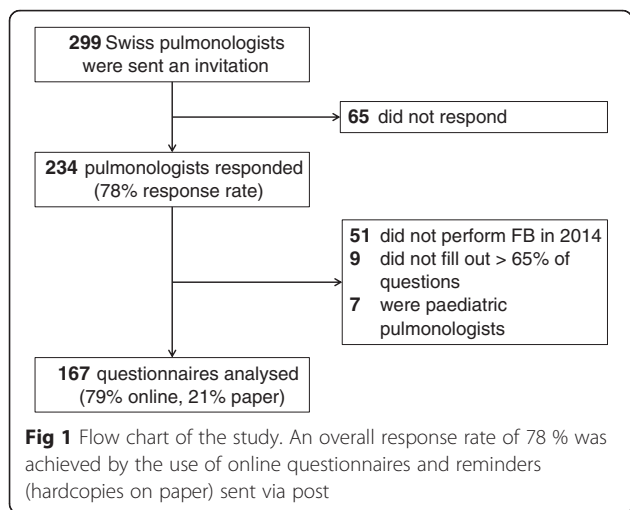 299 Swiss pulmonologists
were sent an invitation
65 did not respond
234 pulmonologists responded
(78% response rate)
51 did not perform FB in 2014
9 did not fill out > 65% of
questions
7 were paediatric
pulmonologists
167 questionnaires analysed
(79% online, 21% paper)
Fig 1 Flow chart of the study. An overall response rate of 78 % was
achieved by the use of online questionnaires and reminders
(hardcopies on paper) sent via post